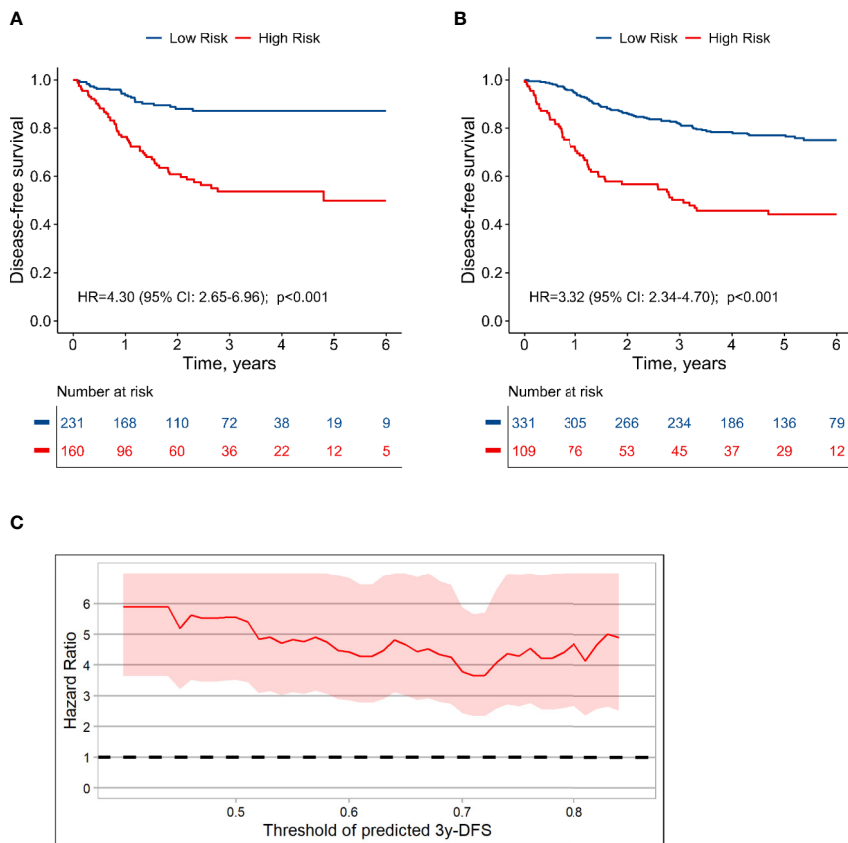 A
Low Risk High Risk
1.0
0.8
0.6
0.4
0.2
0.0
Disease-free survival
HR=4.30 (95% CI: 2.65-6.96); p<0.001
0 1 2 3 4 5 6
Time, years
Number at risk
231 168 110 72 38 19 9
160 96 60 36 22 12 5
B
Low Risk High Risk
1.0
0.8
0.6
0.4
0.2
0.0
Disease-free survival
HR=3.32 (95% CI: 2.34-4.70); p<0.001
0 1 2 3 4 5 6
Time, years
Number at risk
331 305 266 234 186 136 79
109 76 53 45 37 29 12
C
6
5
4
3
2
1
0
Hazard Ratio
0.5 0.6 0.7 0.8
Threshold of predicted 3y-DFS